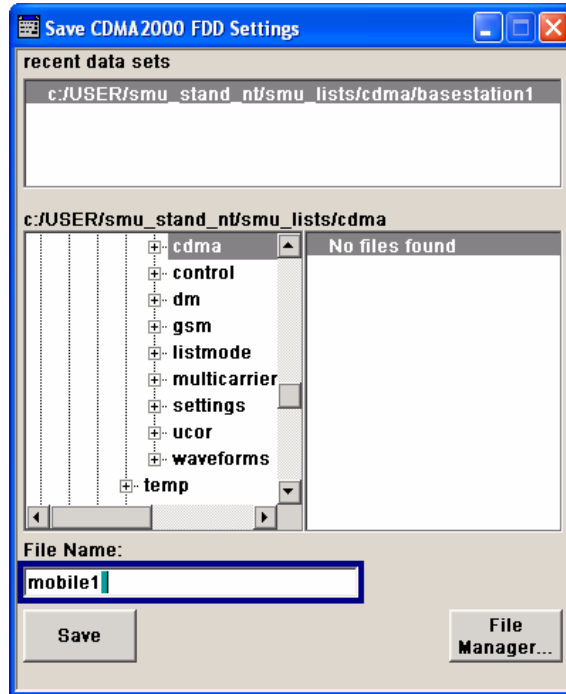 Save CDMA2000 FDD Settings
recent data sets
c:/USER/smu_stand_nt/smu_lists/cdma/basestation1
c:/USER/smu_stand_nt/smu_lists/cdma
cdma
control
dm
gsm
listmode
multicarrier
settings
ucor
waveforms
temp
No files found
File Name:
mobile1
Save
File
Manager...